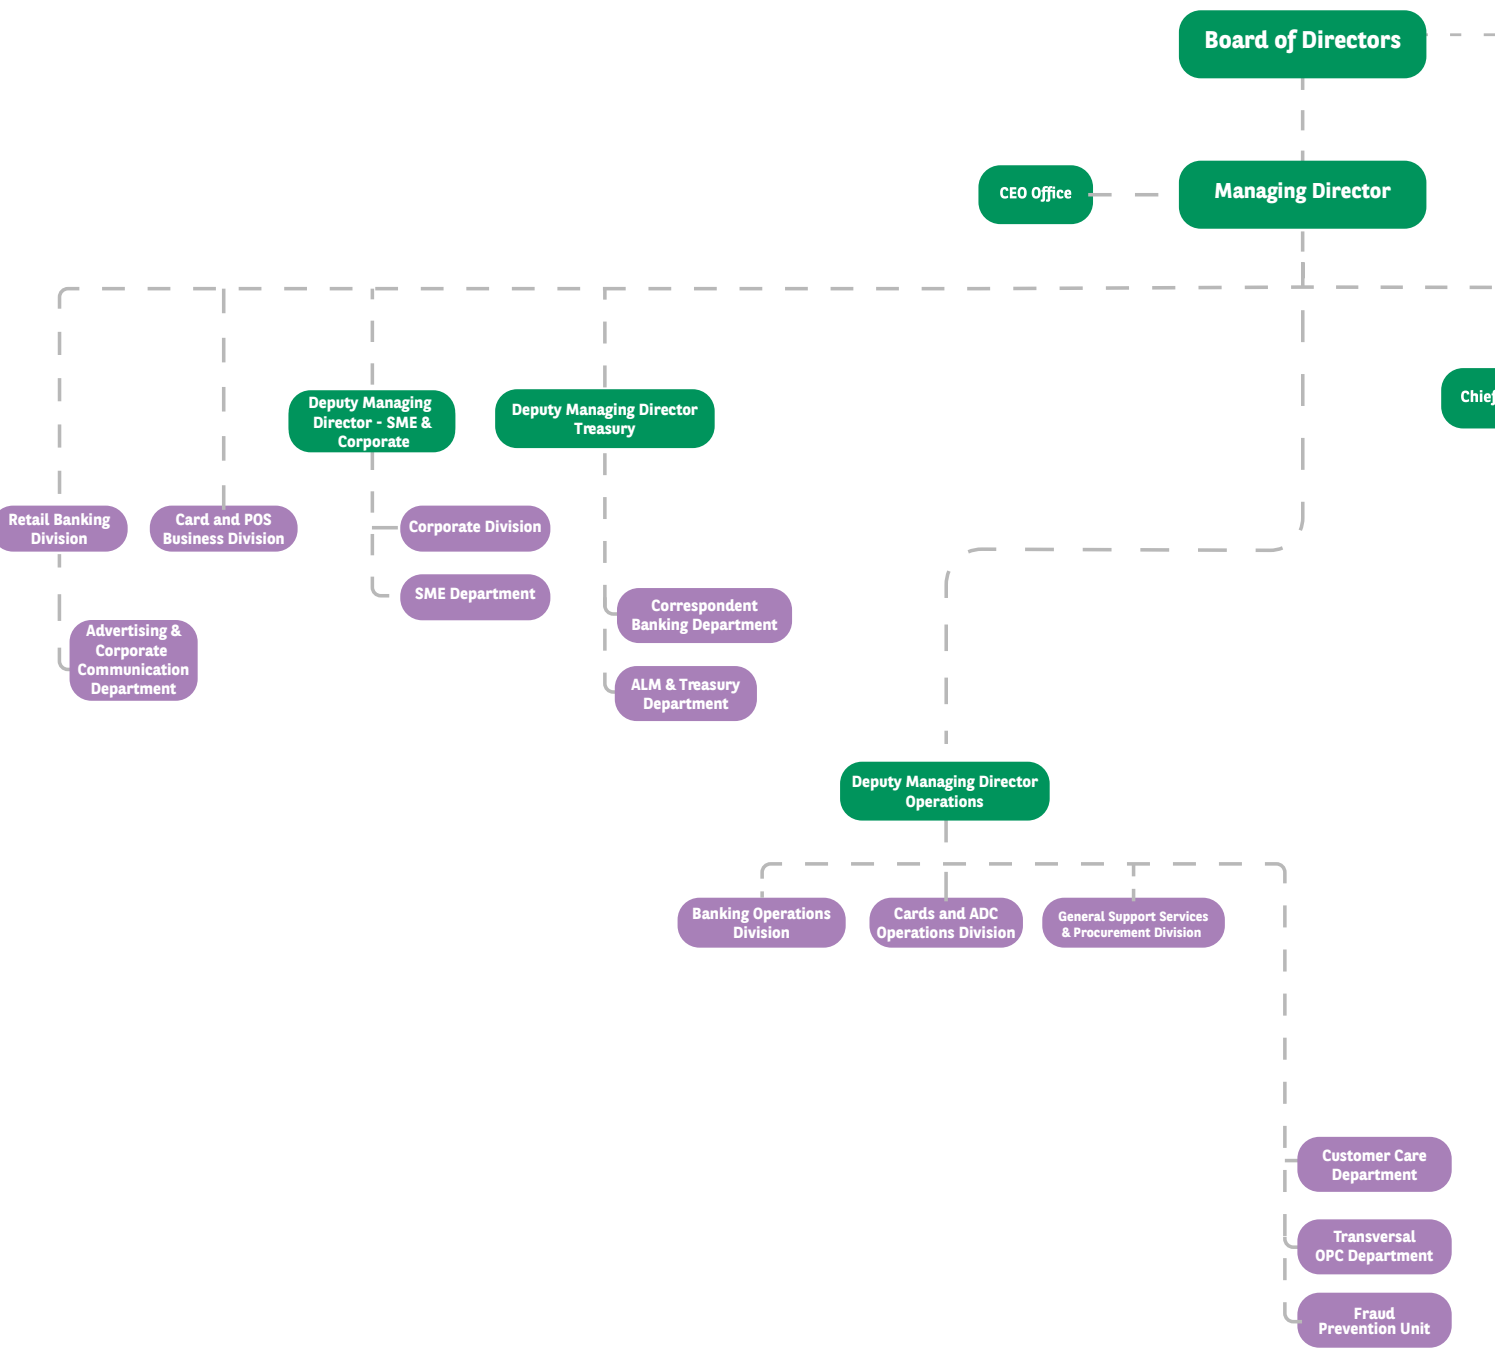 Board of Directors
CEO Office
Managing Director
Deputy Managing
Director - SME &
Corporate
Deputy Managing Director
Treasury
Retail Banking
Division
Card and POS
Business Division
Corporate Division
SME Department
Advertising &
Corporate
Communication
Department
Correspondent
Banking Department
ALM & Treasury
Department
Deputy Managing Director
Operations
Banking Operations
Division
Cards and ADC
Operations Division
General Support Services
& Procurement Division
Customer Care
Department
Transversal
OPC Department
Fraud
Prevention Unit